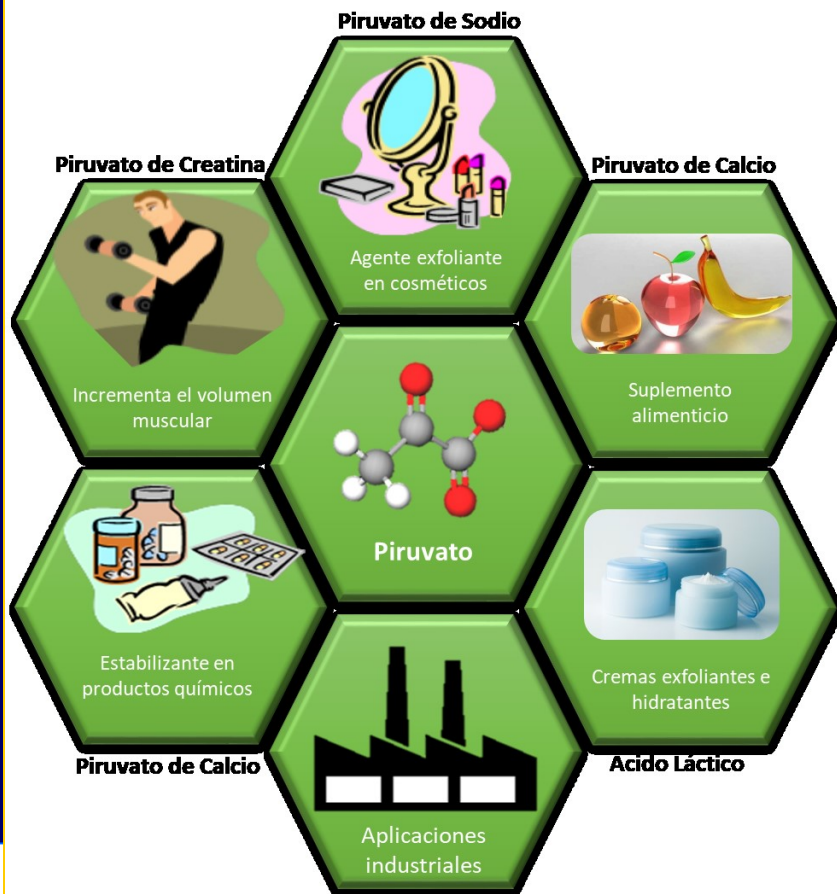 Piruvato de Sodio
Piruvato de Creatina
Piruvato de Calcio
Agente exfoliante
en cosméticos
Incrementa el volumen
muscular
Suplemento
alimenticio
Piruvato
Estabilizante en
productos químicos
Cremas exfoliantes e
hidratantes
Piruvato de Calcio
Acido Láctico
Aplicaciones
industriales